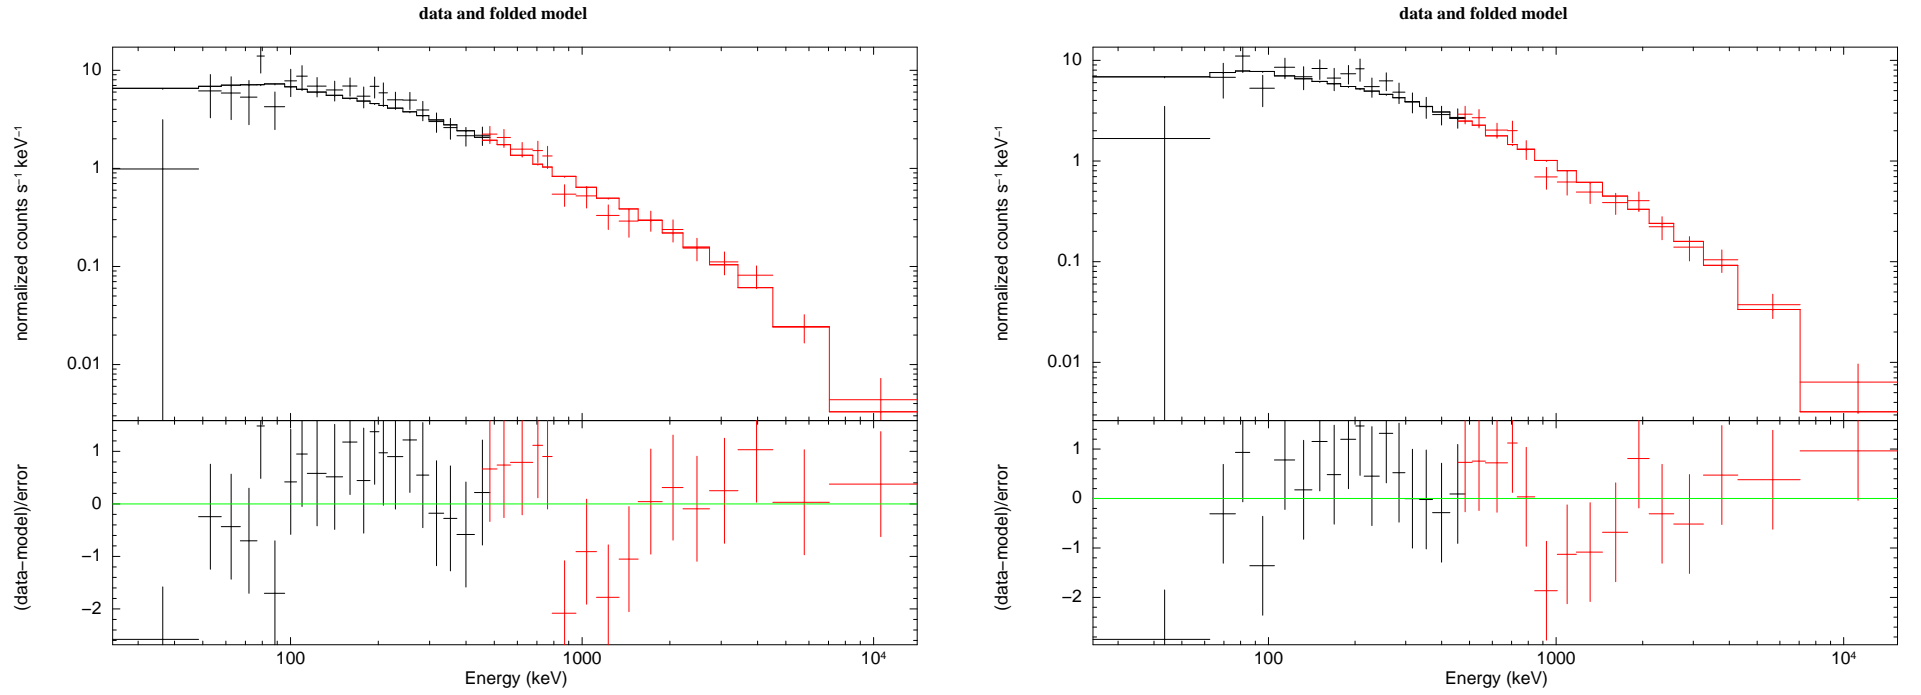 data and folded model
normalized counts s⁻¹ keV⁻¹
10
1
0.1
0.01
(data−model)/error
1
0
−1
−2
100
1000
10⁴
Energy (keV)
data and folded model
normalized counts s⁻¹ keV⁻¹
10
1
0.1
0.01
(data−model)/error
1
0
−1
−2
100
1000
10⁴
Energy (keV)